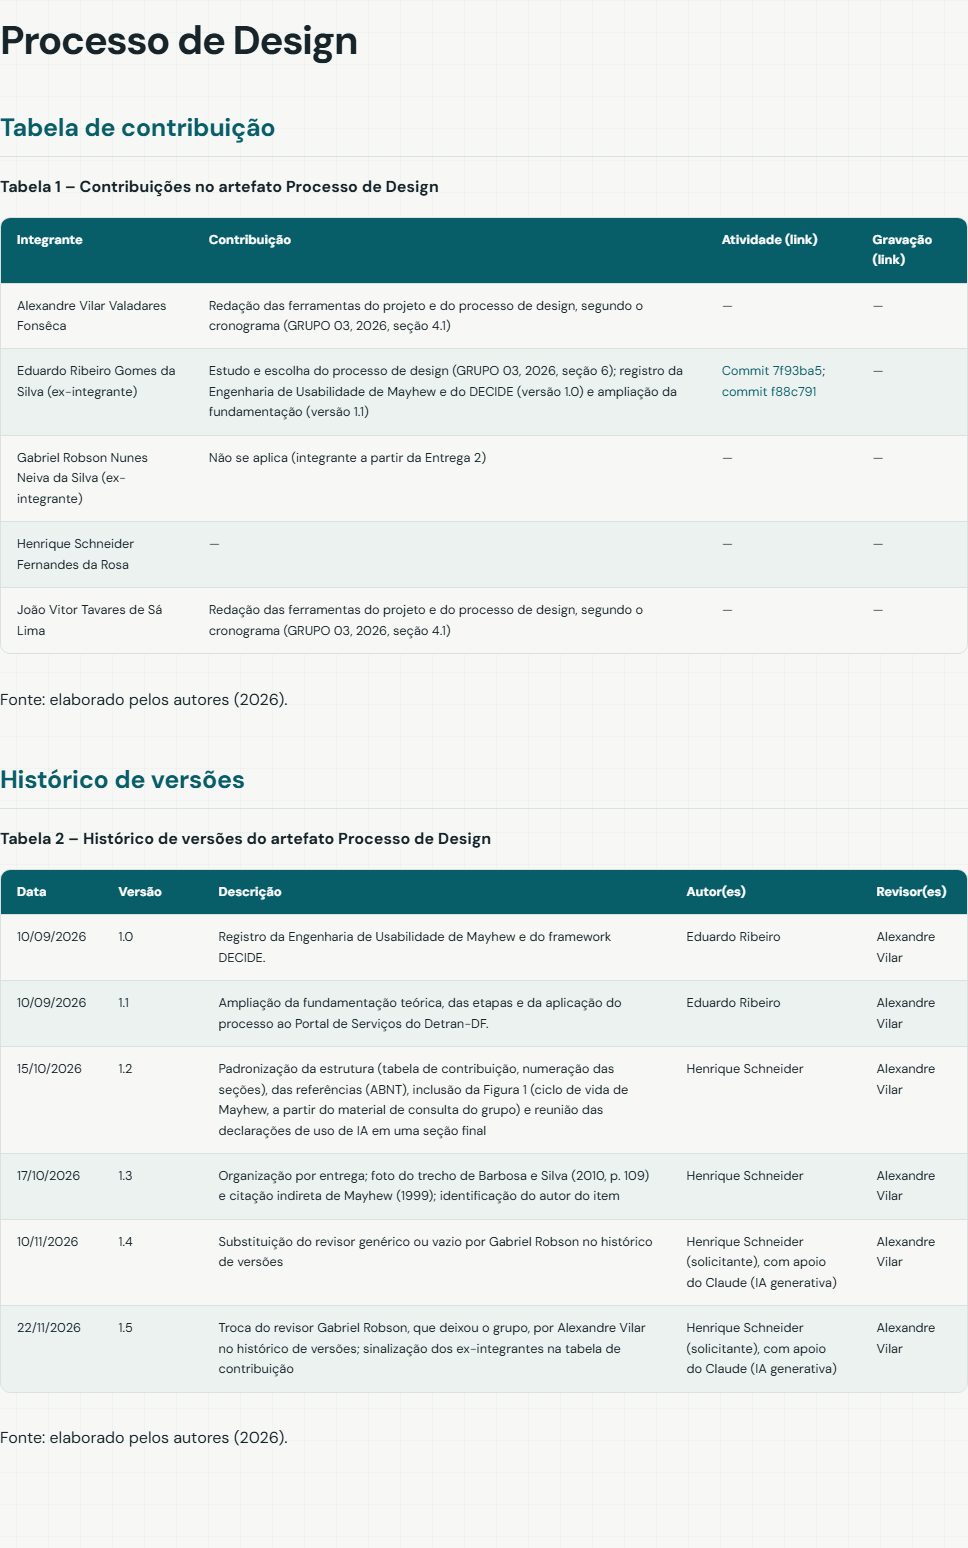 Processo de Design
Tabela de contribuição
Tabela 1 – Contribuições no artefato Processo de Design
Integrante Contribuição Atividade (link) Gravação
(link)
Alexandre Vilar Valadares Redação das ferramentas do projeto e do processo de design, segundo o — —
Fonsêca cronograma (GRUPO 03, 2026, seção 4.1)
Eduardo Ribeiro Gomes da Estudo e escolha do processo de design (GRUPO 03, 2026, seção 6); registro da Commit 7f93ba5; —
Silva (ex-integrante) Engenharia de Usabilidade de Mayhew e do DECIDE (versão 1.0) e ampliação da commit f88c791
fundamentação (versão 1.1)
Gabriel Robson Nunes Não se aplica (integrante a partir da Entrega 2) — —
Neiva da Silva (ex-
integrante)
Henrique Schneider — — —
Fernandes da Rosa
João Vitor Tavares de Sá Redação das ferramentas do projeto e do processo de design, segundo o — —
Lima cronograma (GRUPO 03, 2026, seção 4.1)
Fonte: elaborado pelos autores (2026).
Histórico de versões
Tabela 2 – Histórico de versões do artefato Processo de Design
Data Versão Descrição Autor(es) Revisor(es)
10/09/2026 1.0 Registro da Engenharia de Usabilidade de Mayhew e do framework Eduardo Ribeiro Alexandre
DECIDE. Vilar
10/09/2026 1.1 Ampliação da fundamentação teórica, das etapas e da aplicação do Eduardo Ribeiro Alexandre
processo ao Portal de Serviços do Detran-DF. Vilar
15/10/2026 1.2 Padronização da estrutura (tabela de contribuição, numeração das Henrique Schneider Alexandre
seções), das referências (ABNT), inclusão da Figura 1 (ciclo de vida de Vilar
Mayhew, a partir do material de consulta do grupo) e reunião das
declarações de uso de IA em uma seção final
17/10/2026 1.3 Organização por entrega; foto do trecho de Barbosa e Silva (2010, p. 109) Henrique Schneider Alexandre
e citação indireta de Mayhew (1999); identificação do autor do item Vilar
10/11/2026 1.4 Substituição do revisor genérico ou vazio por Gabriel Robson no histórico Henrique Schneider Alexandre
de versões (solicitante), com apoio Vilar
do Claude (IA generativa)
22/11/2026 1.5 Troca do revisor Gabriel Robson, que deixou o grupo, por Alexandre Vilar Henrique Schneider Alexandre
no histórico de versões; sinalização dos ex-integrantes na tabela de (solicitante), com apoio Vilar
contribuição do Claude (IA generativa)
Fonte: elaborado pelos autores (2026).